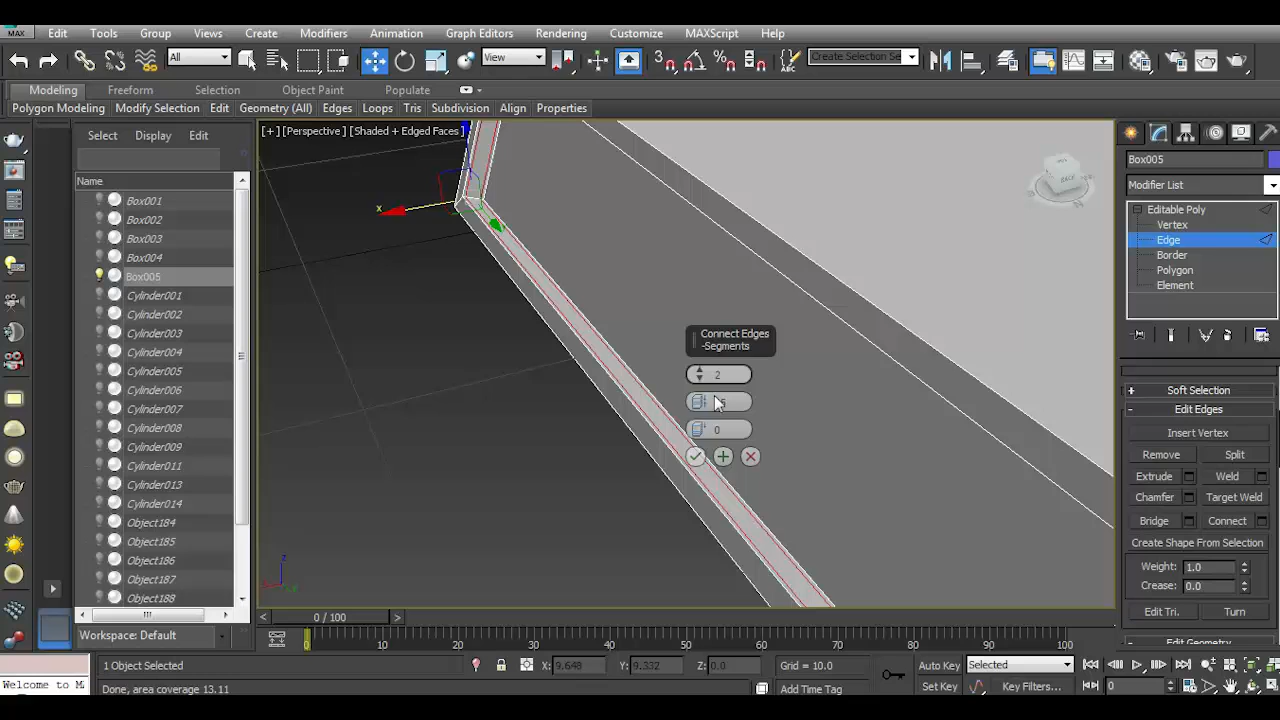 MAX Edit Tools Group Views Create Modifiers Animation Graph Editors Rendering Customize MAXScript Help
All View Create Selection Se
Modeling Freeform Selection Object Paint Populate
Polygon Modeling Modify Selection Edit Geometry (All) Edges Loops Tris Subdivision Align Properties
Select Display Edit
Name
Box001
Box002
Box003
Box004
Box005
Cylinder001
Cylinder002
Cylinder003
Cylinder004
Cylinder005
Cylinder006
Cylinder007
Cylinder008
Cylinder009
Cylinder011
Cylinder013
Cylinder014
Object184
Object185
Object186
Object187
Object188
Workspace: Default
[+] [Perspective] [Shaded + Edged Faces]
x
z
BACK
Connect Edges
-Segments
2
0
Box005
Modifier List
Editable Poly
Vertex
Edge
Border
Polygon
Element
+ Soft Selection
- Edit Edges
Insert Vertex
Remove Split
Extrude Weld
Chamfer Target Weld
Bridge Connect
Create Shape From Selection
Weight: 1.0
Crease: 0.0
Edit Tri. Turn
Edit Geometry
< 0 / 100 >
0 10 20 30 40 50 60 70 80 90 100
1 Object Selected X: 9.648 Y: 9.332 Z: 0.0 Grid = 10.0 Auto Key Selected
Welcome to M Done, area coverage 13.11 Add Time Tag Set Key Key Filters... 0